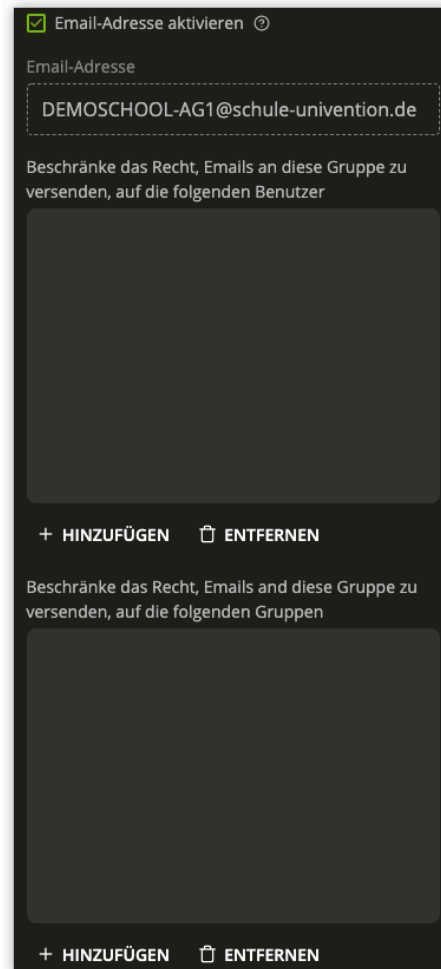 Email-Adresse aktivieren
Email-Adresse
DEMOSCHOOL-AG1@schule-univention.de
Beschränke das Recht, Emails an diese Gruppe zu
versenden, auf die folgenden Benutzer
+ HINZUFÜGEN ENTFERNEN
Beschränke das Recht, Emails and diese Gruppe zu
versenden, auf die folgenden Gruppen
+ HINZUFÜGEN ENTFERNEN